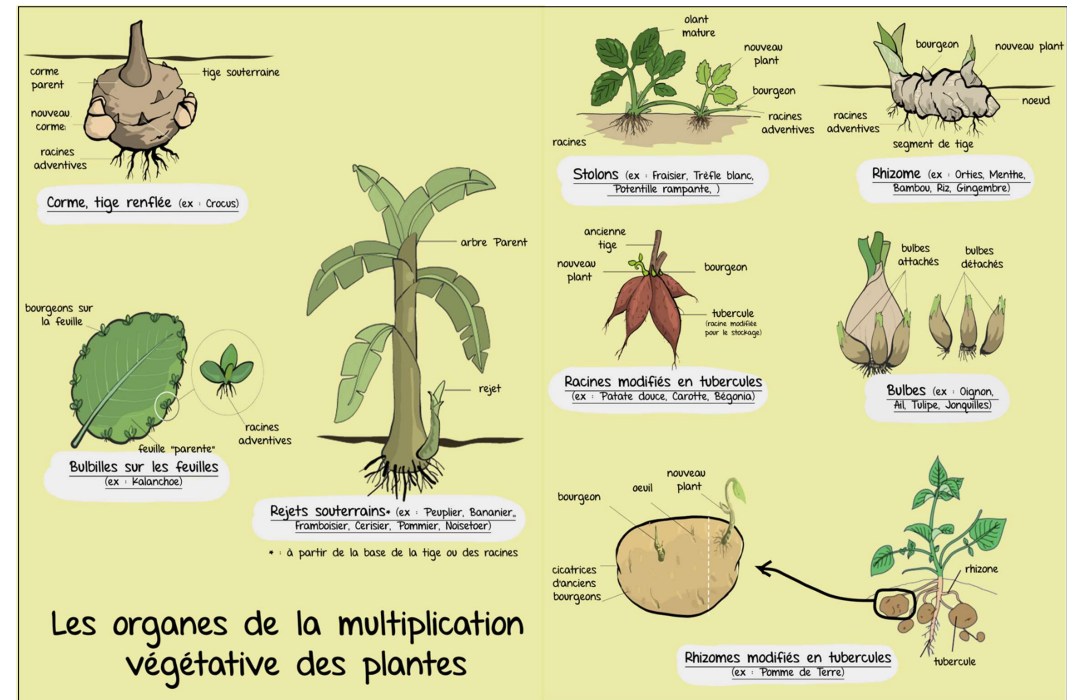 corme
parent
tige souterraine
nouveau
corme:
racines
adventives
Corme, tige renflée (ex : Crocus)
bourgeons sur
la feuille
racines
adventives
feuille "parente"
Bulbilles sur les feuilles
(ex : Kalanchoe)
arbre Parent
rejet
Rejets souterrains* (ex : Peuplier, Bananier,,
Framboisier, Cerisier, Pommier, Noisetoer)
* : à partir de la base de la tige ou des racines
Les organes de la multiplication
végétative des plantes
olant
mature
nouveau
plant
bourgeon
racines
adventives
racines
Stolons (ex : Fraisier, Trèfle blanc,
Potentille rampante, )
bourgeon
nouveau plant
noeud
racines
adventives
segment de tige
Rhizome (ex : Orties, Menthe,
Bambou, Riz, Gingembre)
ancienne
tige
nouveau
plant
bourgeon
tubercule
(racine modifiée
pour le stockage)
Racines modifiés en tubercules
(ex : Patate douce, Carotte, Bégonia)
bulbes
attachés
bulbes
détachés
Bulbes (ex : Oignon,
Ail, Tulipe, Jonquilles)
bourgeon
oeuil
nouveau
plant
cicatrices
d'anciens
bourgeons
rhizone
tubercule
Rhizomes modifiés en tubercules
(ex : Pomme de Terre)